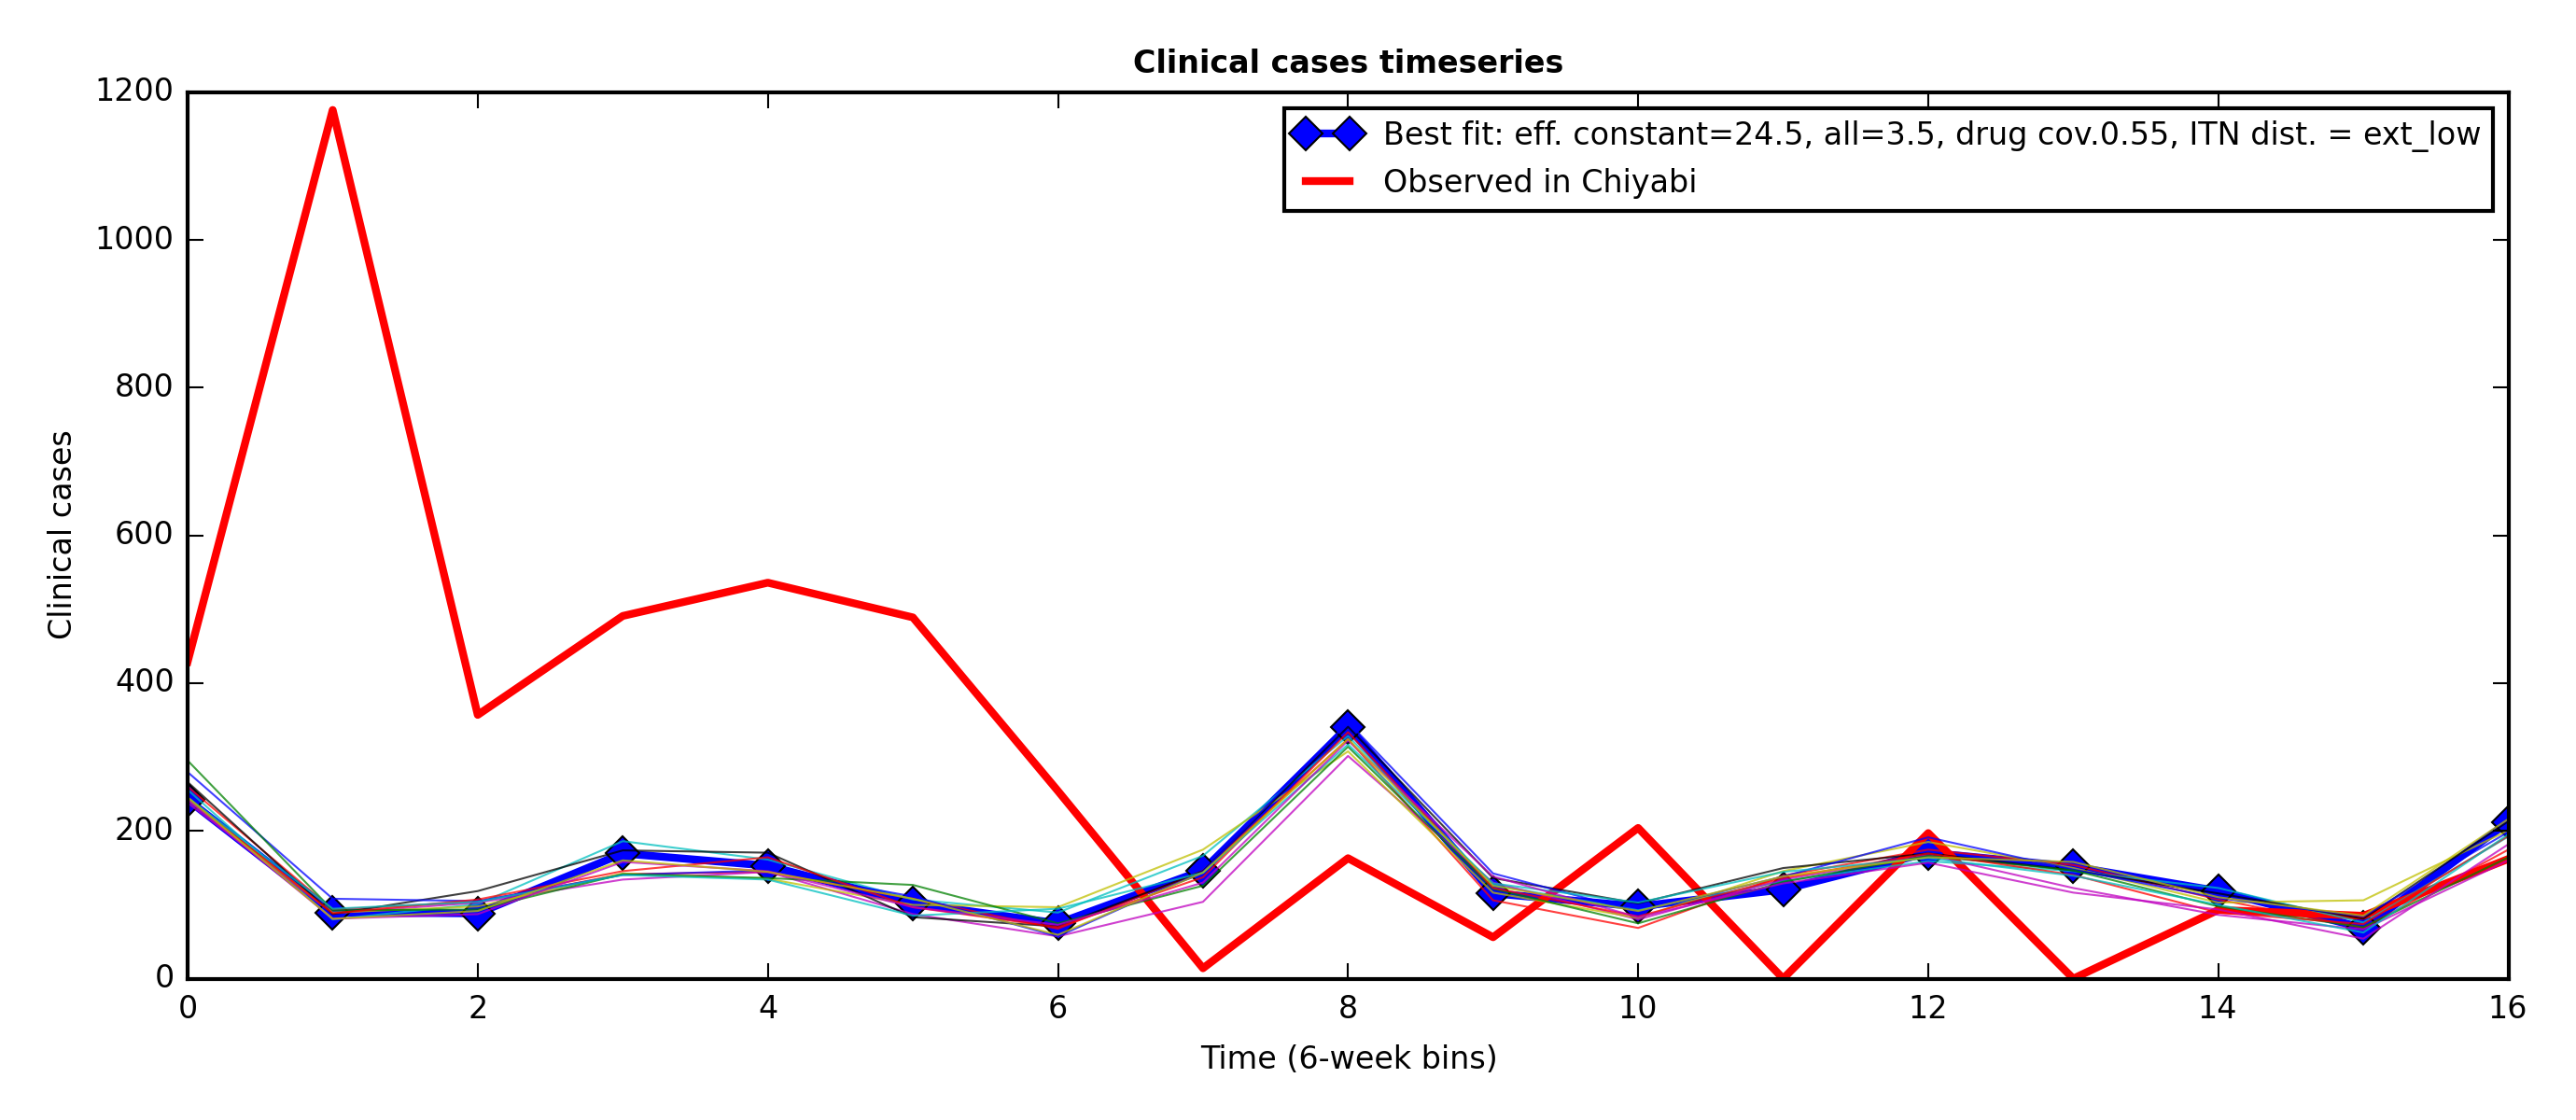 Clinical cases timeseries
1200
1000
800
600
400
200
0
Clinical cases
Best fit: eff. constant=24.5, all=3.5, drug cov.0.55, ITN dist. = ext_low
Observed in Chiyabi
0 2 4 6 8 10 12 14 16
Time (6-week bins)